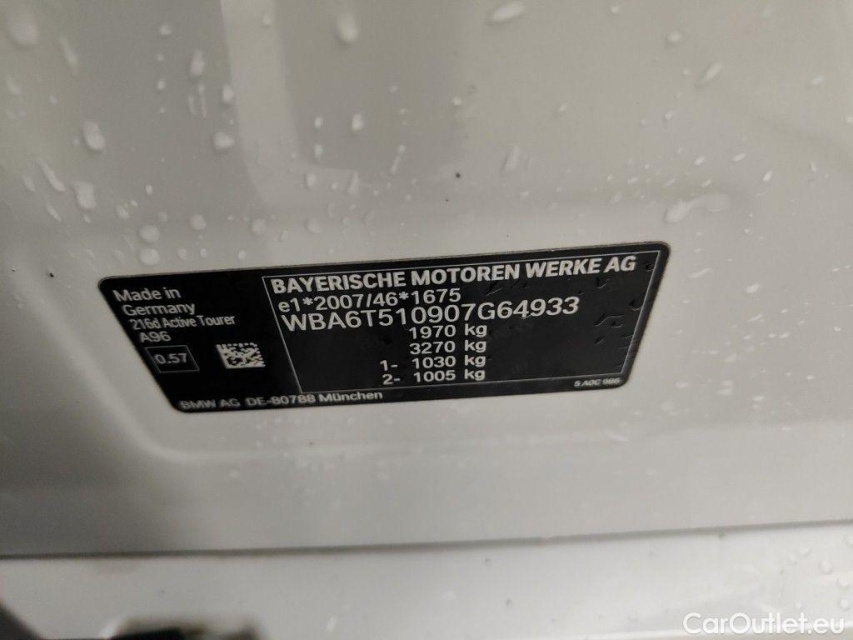 Made in
Germany
216d Active Tourer
A96
0.57
BAYERISCHE MOTOREN WERKE AG
e1*2007/46*1675
WBA6T510907G64933
1970 kg
3270 kg
1- 1030 kg
2- 1005 kg
BMW AG DE-80788 München
CarOutlet.eu